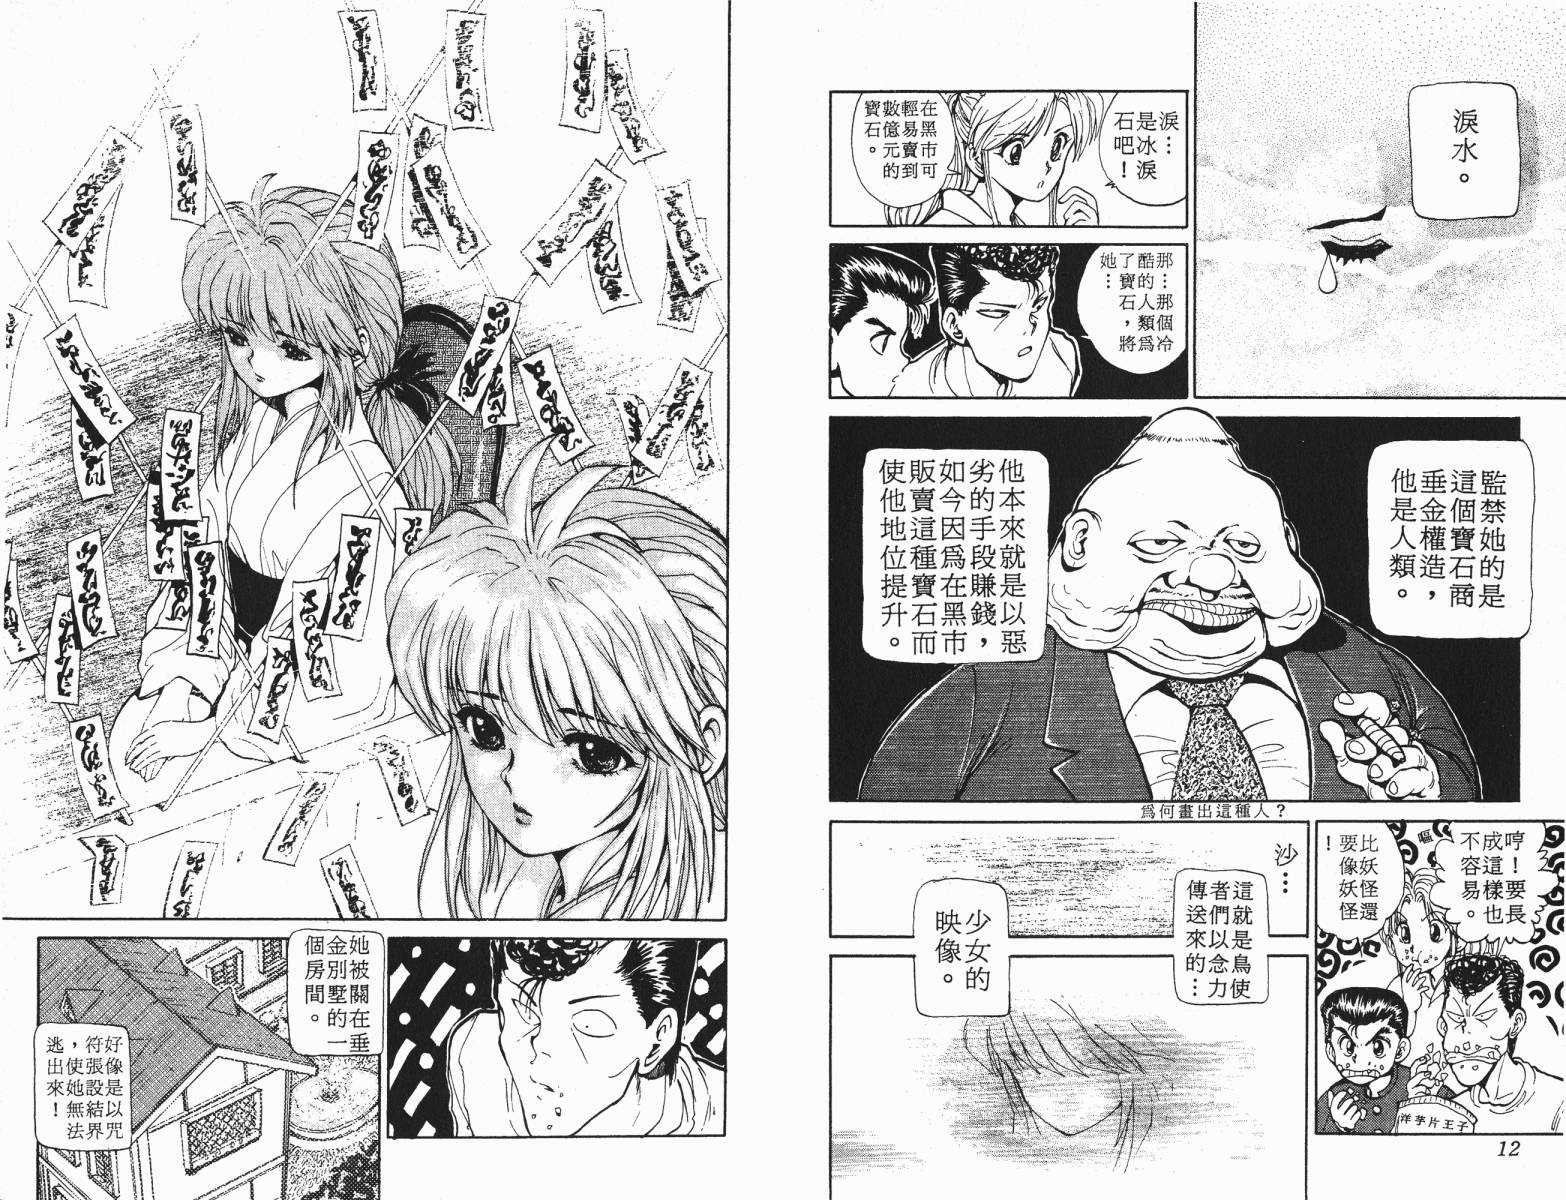 淚水。
淚…
是冰淚
石吧！
在黑市可
輕易賣到
數億元的
寶石。
那…那個冷
酷的人類為
了寶石，將
她…
監禁她的是
這個寶石商
垂金權造，
他是人類。
他本來就是以惡
劣的手段賺錢，
如今因為在黑市
販賣這種寶石而
使他地位提升。
為何畫出這種人？
哼！要長
成這樣也
不容易。
嘔
比妖怪還
要像妖怪
！
洋芋片王子
沙…
這就是鳥使
者們以念力
傳送來的…
少女的
映像。
12
她被關在垂
金別墅的一
個房間。
好像是以咒
符張設結界
，使她無法
逃出來！